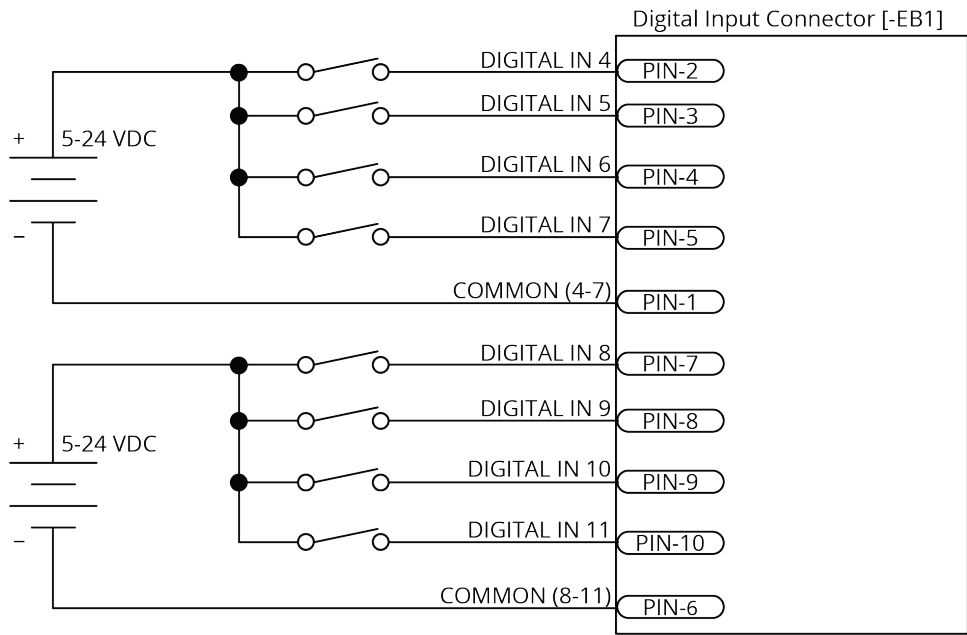 Digital Input Connector [-EB1]
DIGITAL IN 4
PIN-2
DIGITAL IN 5
PIN-3
+
5-24 VDC
DIGITAL IN 6
PIN-4
DIGITAL IN 7
PIN-5
–
COMMON (4-7)
PIN-1
DIGITAL IN 8
PIN-7
DIGITAL IN 9
PIN-8
+
5-24 VDC
DIGITAL IN 10
PIN-9
DIGITAL IN 11
PIN-10
–
COMMON (8-11)
PIN-6